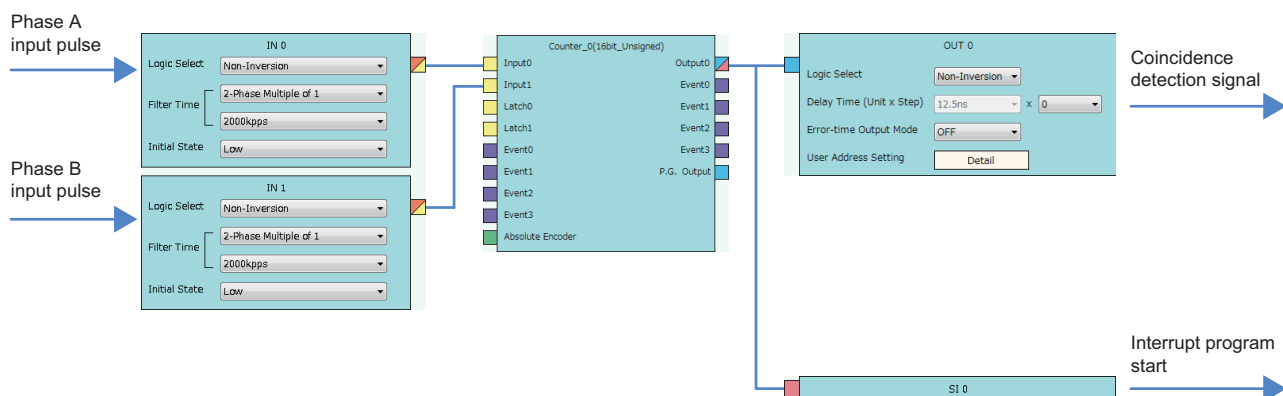 Phase A
input pulse
IN 0
Logic Select Non-Inversion
Filter Time 2-Phase Multiple of 1
2000kpps
Initial State Low
Phase B
input pulse
IN 1
Logic Select Non-Inversion
Filter Time 2-Phase Multiple of 1
2000kpps
Initial State Low
Counter_0(16bit_Unsigned)
Input0 Output0
Input1 Event0
Latch0 Event1
Latch1 Event2
Event0 Event3
Event1 P.G. Output
Event2
Event3
Absolute Encoder
OUT 0
Logic Select Non-Inversion
Delay Time (Unit x Step) 12.5ns x 0
Error-time Output Mode OFF
User Address Setting Detail
Coincidence
detection signal
SI 0
Interrupt program
start